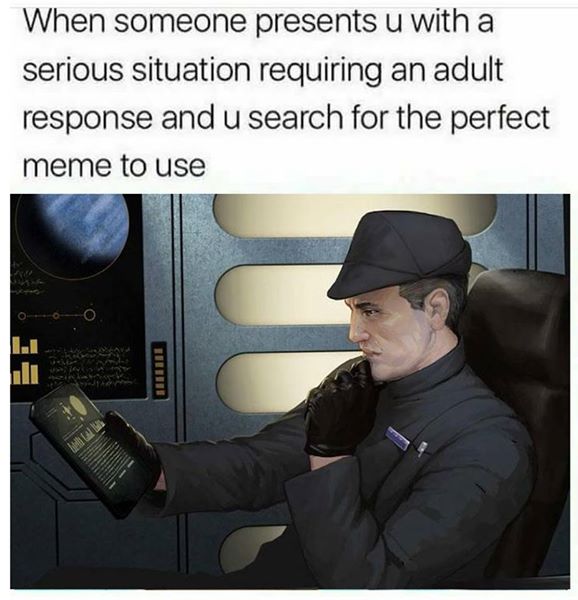 When someone presents u with a
serious situation requiring an adult
response and u search for the perfect
meme to use